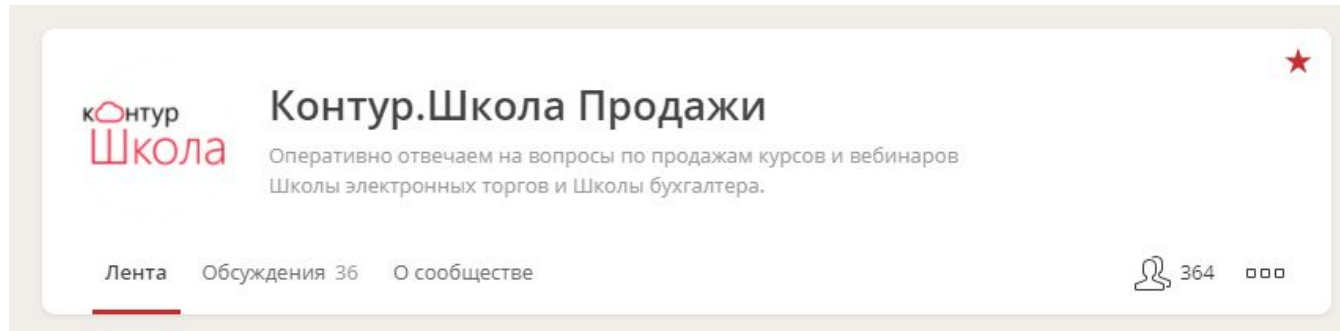 контур
Школа
Контур.Школа Продажи
Оперативно отвечаем на вопросы по продажам курсов и вебинаров
Школы электронных торгов и Школы бухгалтера.
Лента Обсуждения 36 О сообществе 364